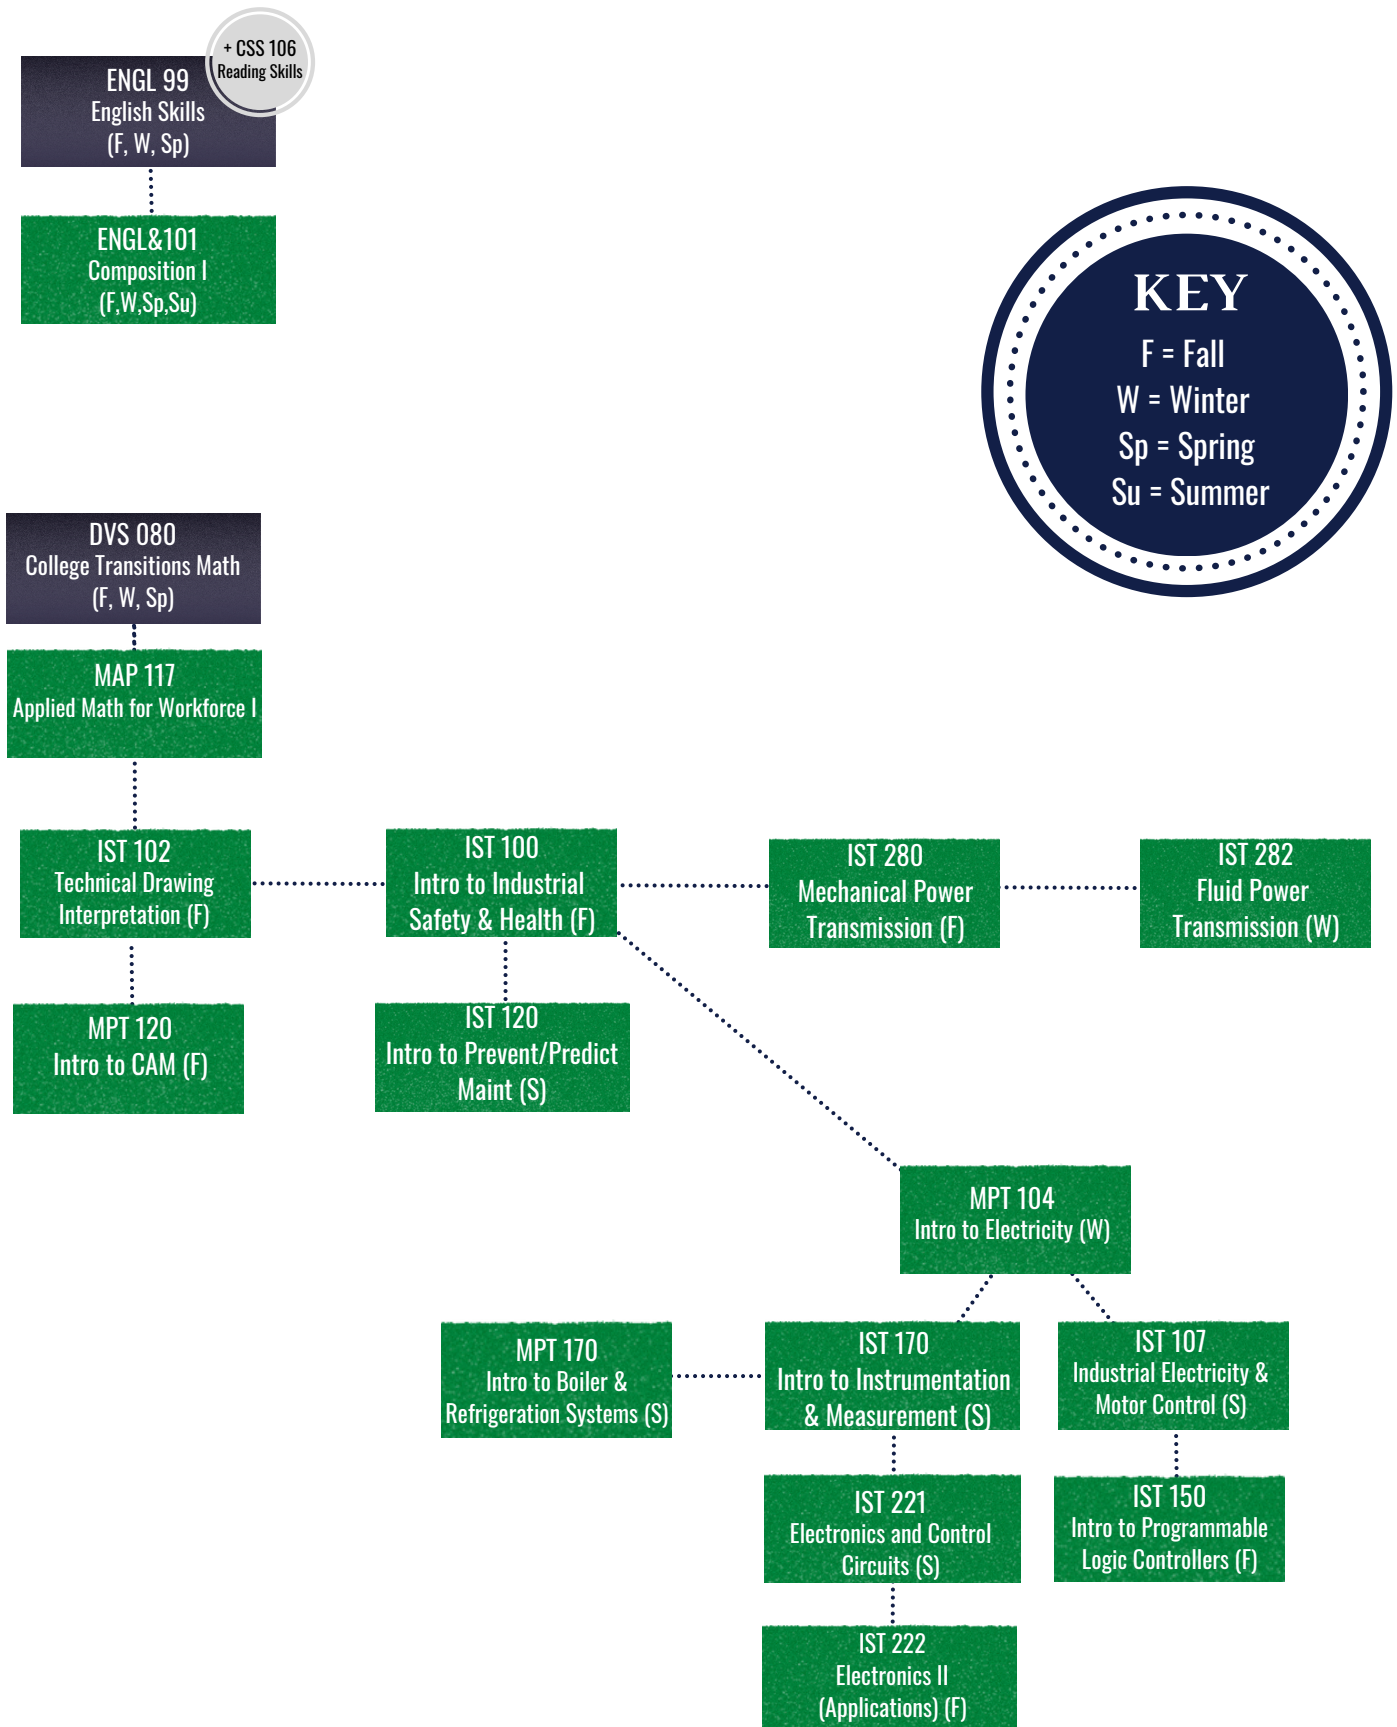 + CSS 106
Reading Skills
ENGL 99
English Skills
(F, W, Sp)
ENGL&101
Composition I
(F,W,Sp,Su)
KEY
F = Fall
W = Winter
Sp = Spring
Su = Summer
DVS 080
College Transitions Math
(F, W, Sp)
MAP 117
Applied Math for Workforce I
IST 102
Technical Drawing
Interpretation (F)
IST 100
Intro to Industrial
Safety & Health (F)
IST 280
Mechanical Power
Transmission (F)
IST 282
Fluid Power
Transmission (W)
MPT 120
Intro to CAM (F)
IST 120
Intro to Prevent/Predict
Maint (S)
MPT 104
Intro to Electricity (W)
MPT 170
Intro to Boiler &
Refrigeration Systems (S)
IST 170
Intro to Instrumentation
& Measurement (S)
IST 107
Industrial Electricity &
Motor Control (S)
IST 221
Electronics and Control
Circuits (S)
IST 150
Intro to Programmable
Logic Controllers (F)
IST 222
Electronics II
(Applications) (F)